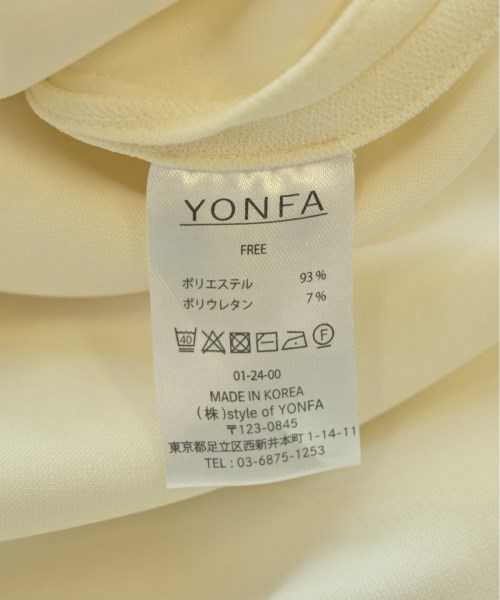 YONFA
FREE
ポリエステル 93%
ポリウレタン 7%
40 F
01-24-00
MADE IN KOREA
(株)style of YONFA
〒123-0845
東京都足立区西新井本町 1-14-11
TEL : 03-6875-1253